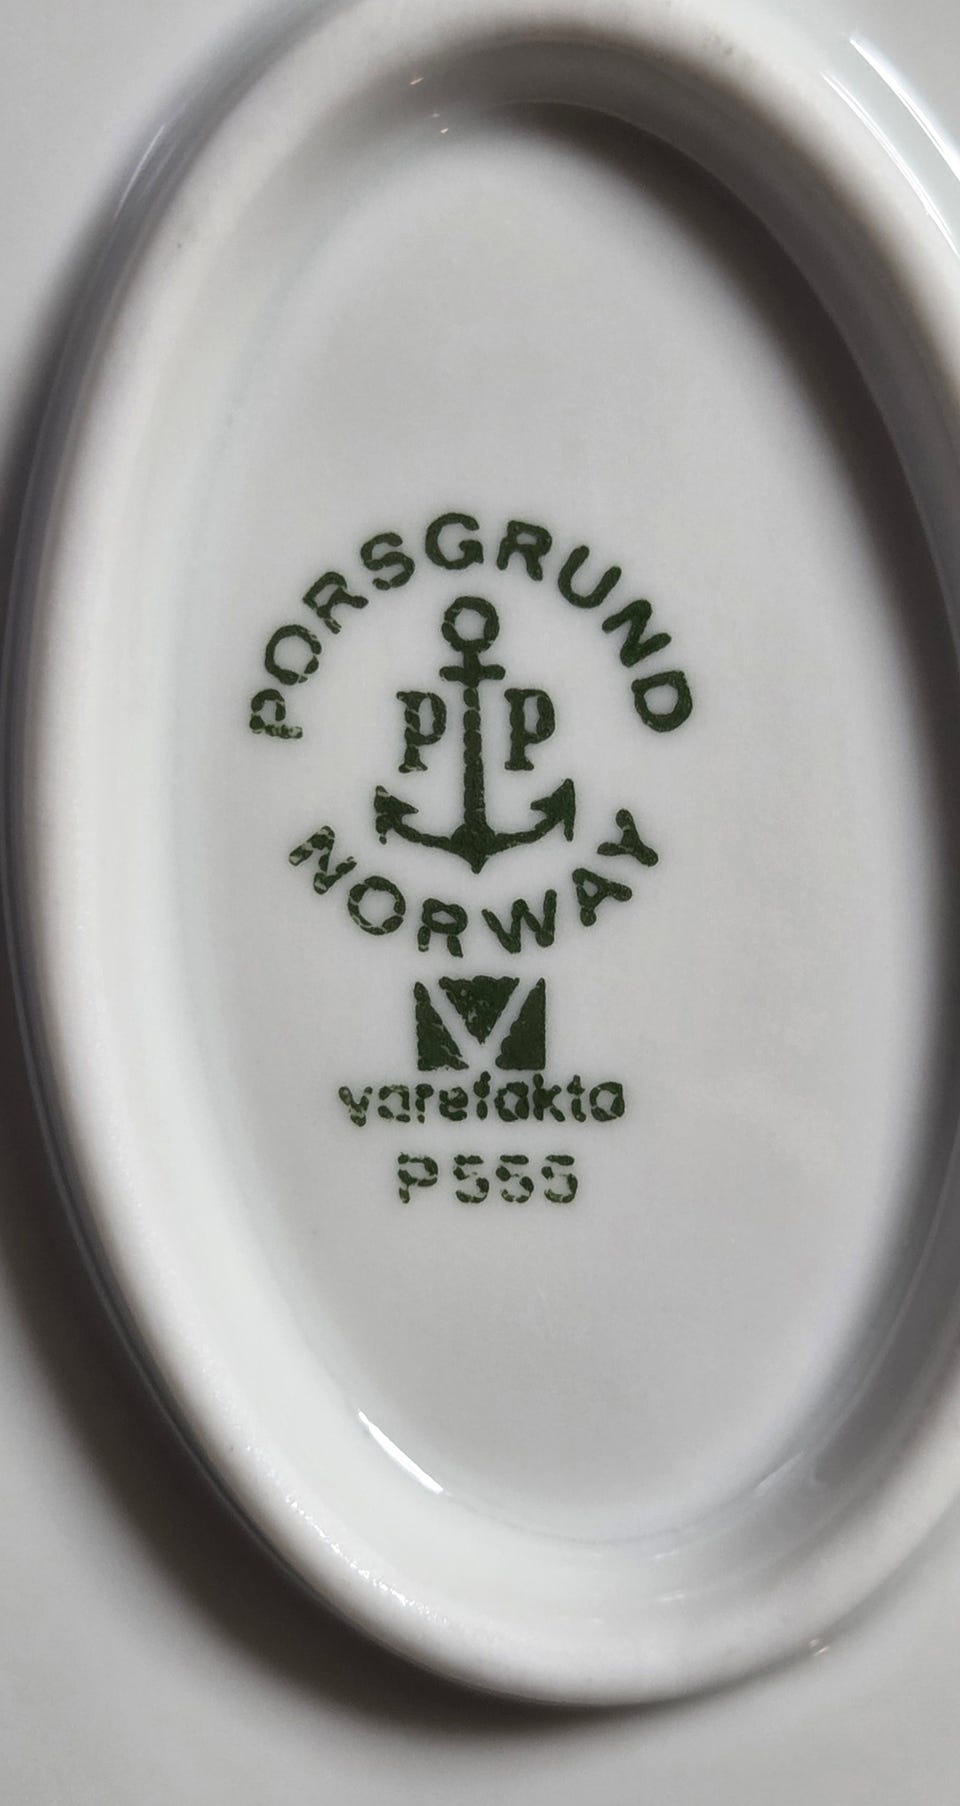 PORSGRUND
P P
NORWAY
varefakta
P555